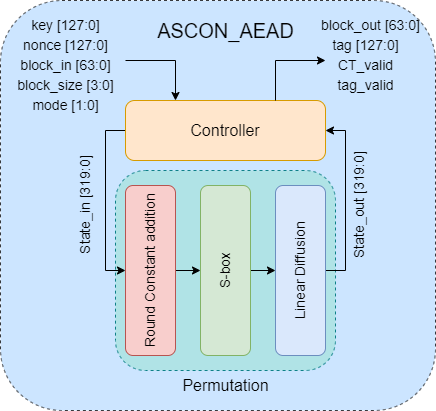 ASCON_AEAD
key [127:0]
nonce [127:0]
block_in [63:0]
block_size [3:0]
mode [1:0]
block_out [63:0]
tag [127:0]
CT_valid
tag_valid
Controller
State_in [319:0]
State_out [319:0]
Round Constant addition
S-box
Linear Diffusion
Permutation